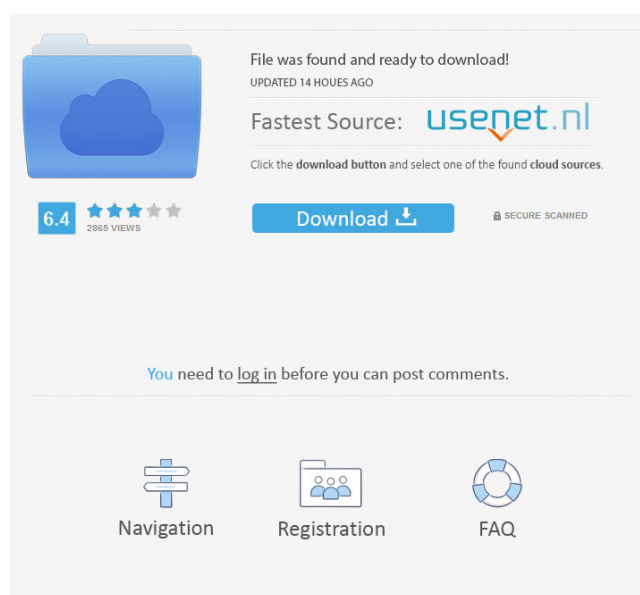 File was found and ready to download!
UPDATED 14 HOUES AGO
Fastest Source: usenet.nl
Click the download button and select one of the found cloud sources.
6.4
2865 VIEWS
Download
SECURE SCANNED
You need to log in before you can post comments.
Navigation
Registration
FAQ